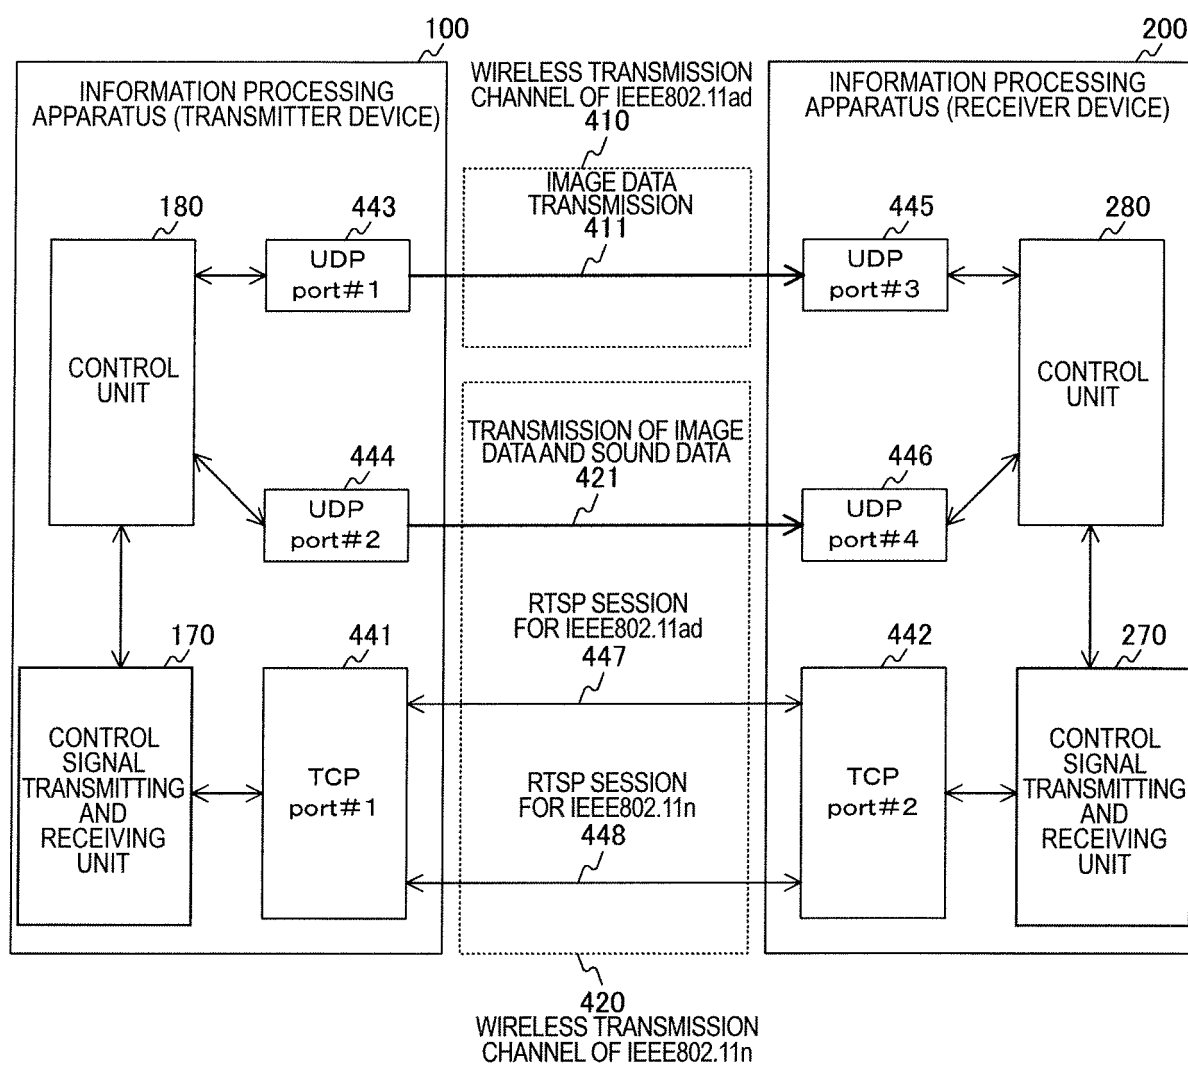 100
200
INFORMATION PROCESSING
APPARATUS (TRANSMITTER DEVICE)
WIRELESS TRANSMISSION
CHANNEL OF IEEE802.11ad
410
INFORMATION PROCESSING
APPARATUS (RECEIVER DEVICE)
IMAGE DATA
TRANSMISSION
411
180
443
445
280
UDP
port#1
UDP
port#3
CONTROL
UNIT
CONTROL
UNIT
TRANSMISSION OF IMAGE
DATA AND SOUND DATA
421
444
446
UDP
port#2
UDP
port#4
RTSP SESSION
FOR IEEE802.11ad
447
170
441
442
270
CONTROL
SIGNAL
TRANSMITTING
AND
RECEIVING
UNIT
TCP
port#1
RTSP SESSION
FOR IEEE802.11n
448
TCP
port#2
CONTROL
SIGNAL
TRANSMITTING
AND
RECEIVING
UNIT
420
WIRELESS TRANSMISSION
CHANNEL OF IEEE802.11n